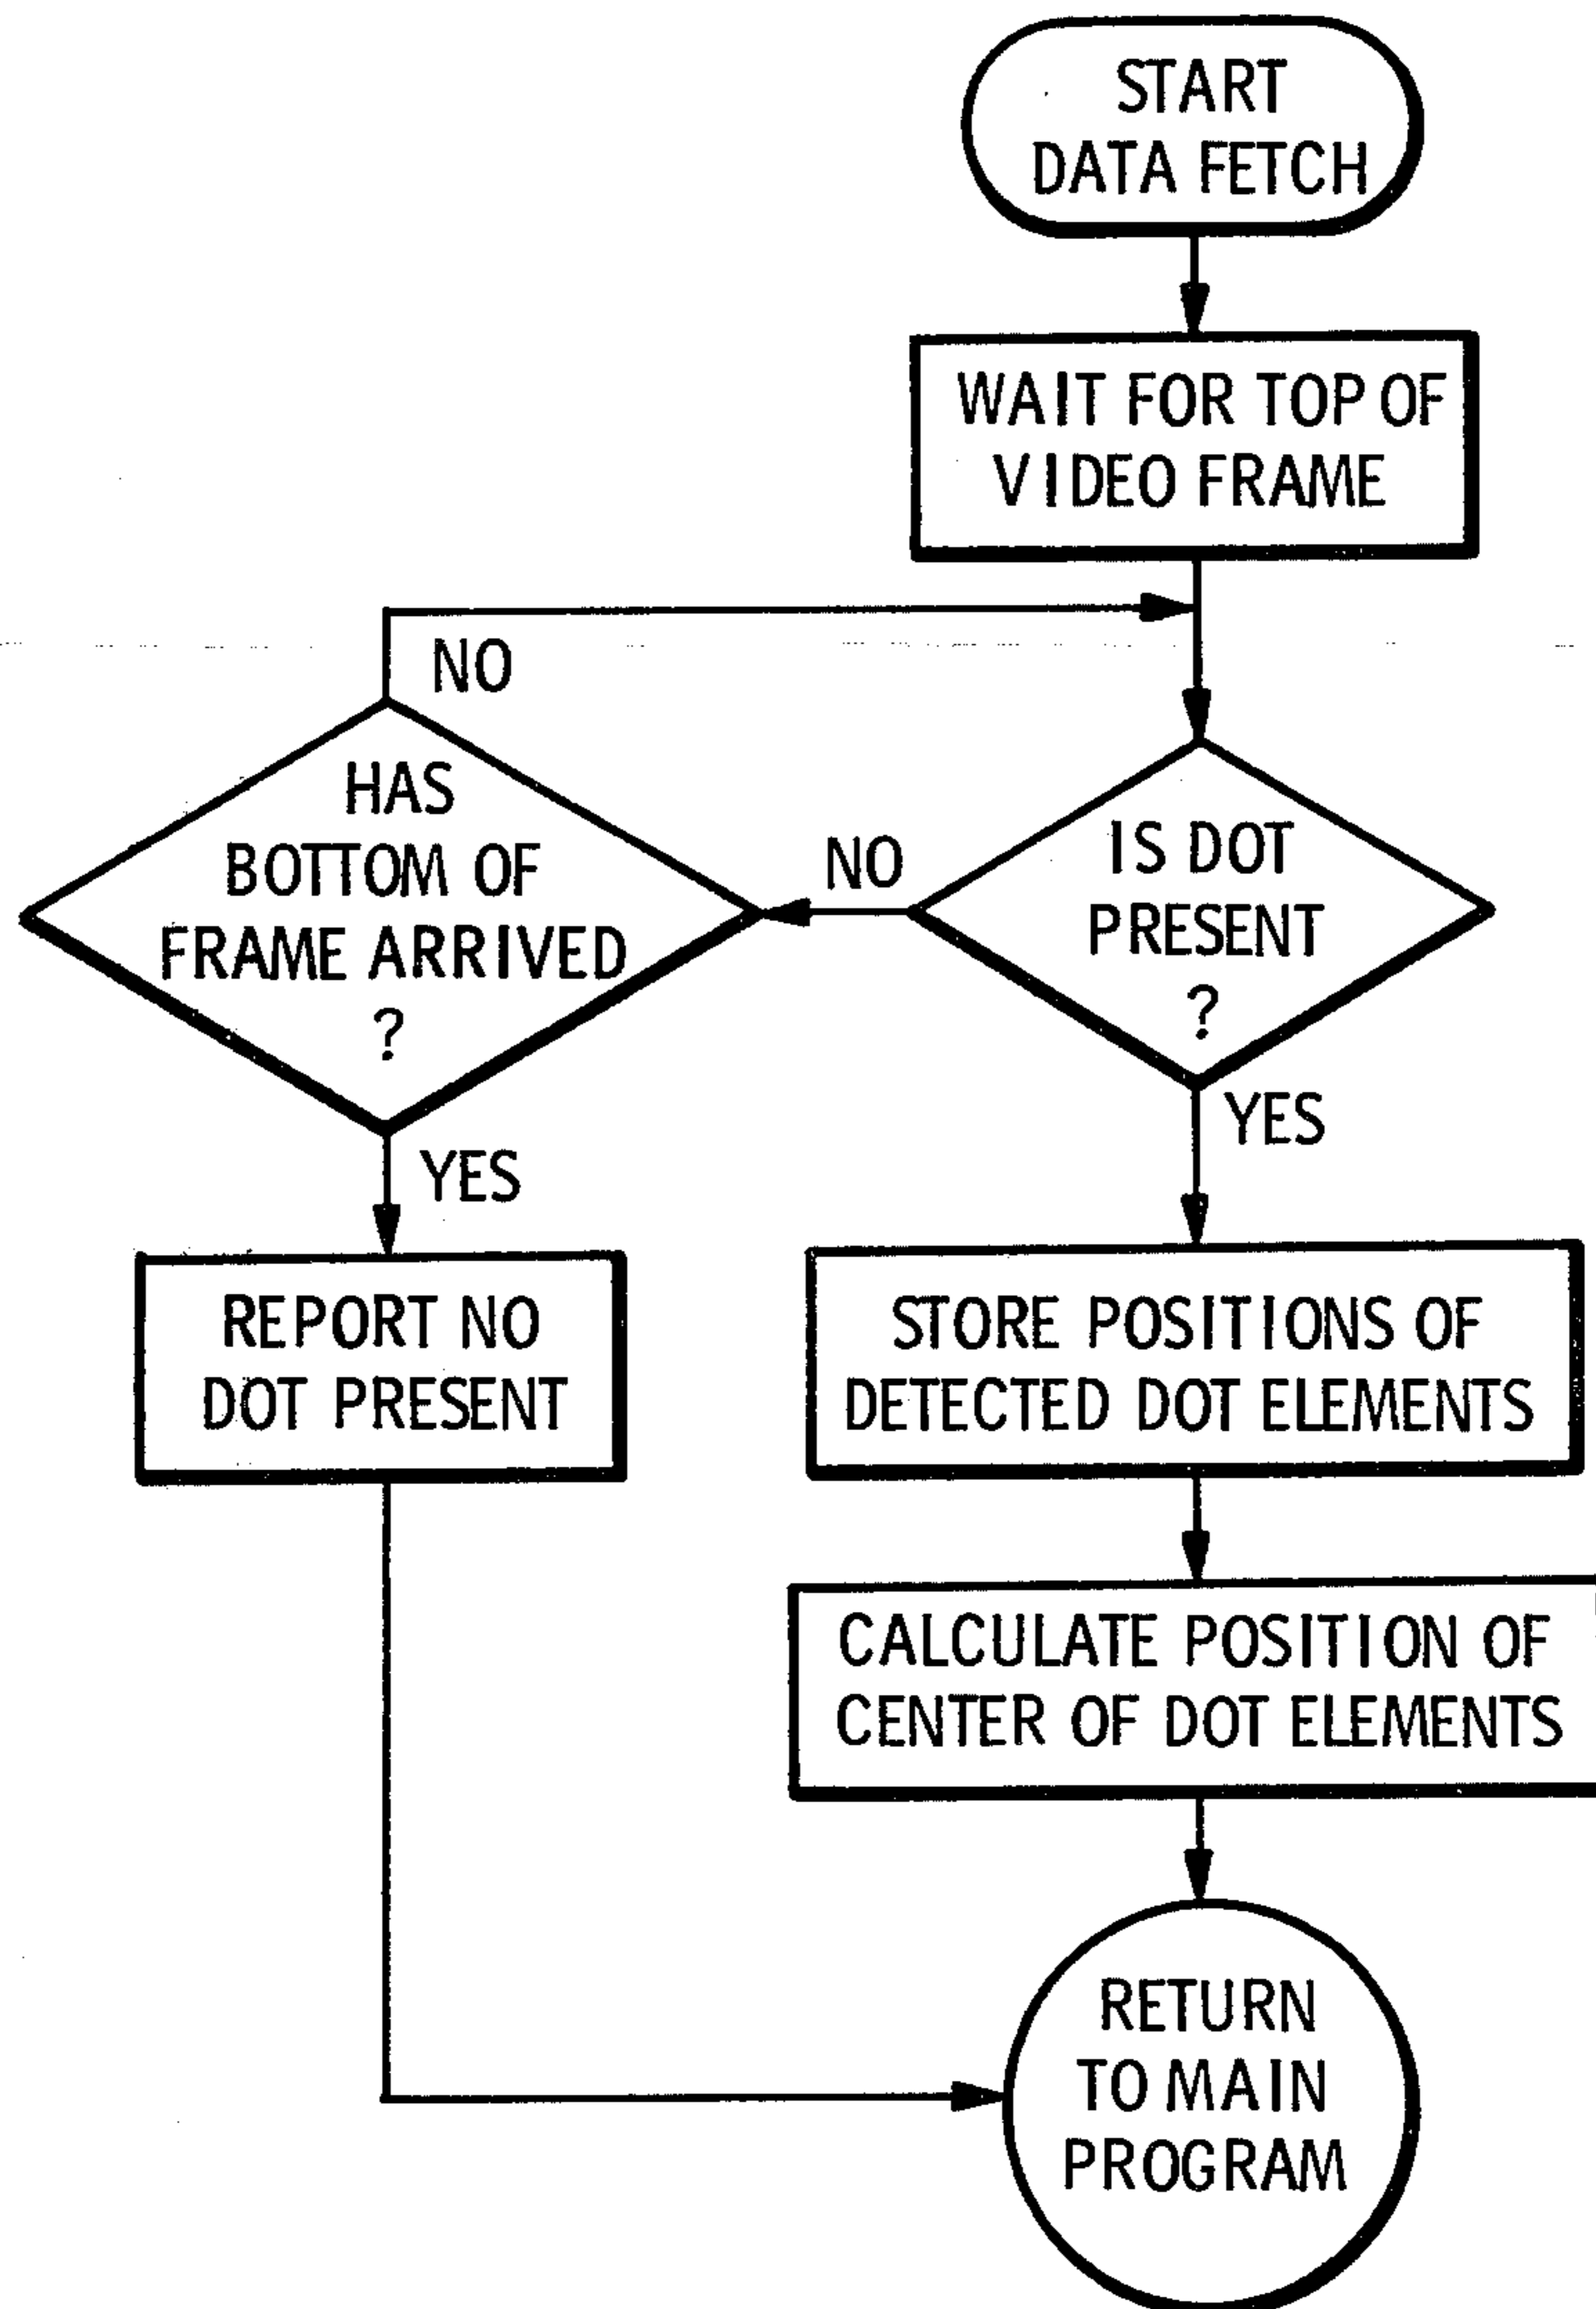 START
DATA FETCH
WAIT FOR TOP OF
VIDEO FRAME
NO
HAS
BOTTOM OF
FRAME ARRIVED
?
NO
IS DOT
PRESENT
?
YES
YES
REPORT NO
DOT PRESENT
STORE POSITIONS OF
DETECTED DOT ELEMENTS
CALCULATE POSITION OF
CENTER OF DOT ELEMENTS
RETURN
TO MAIN
PROGRAM